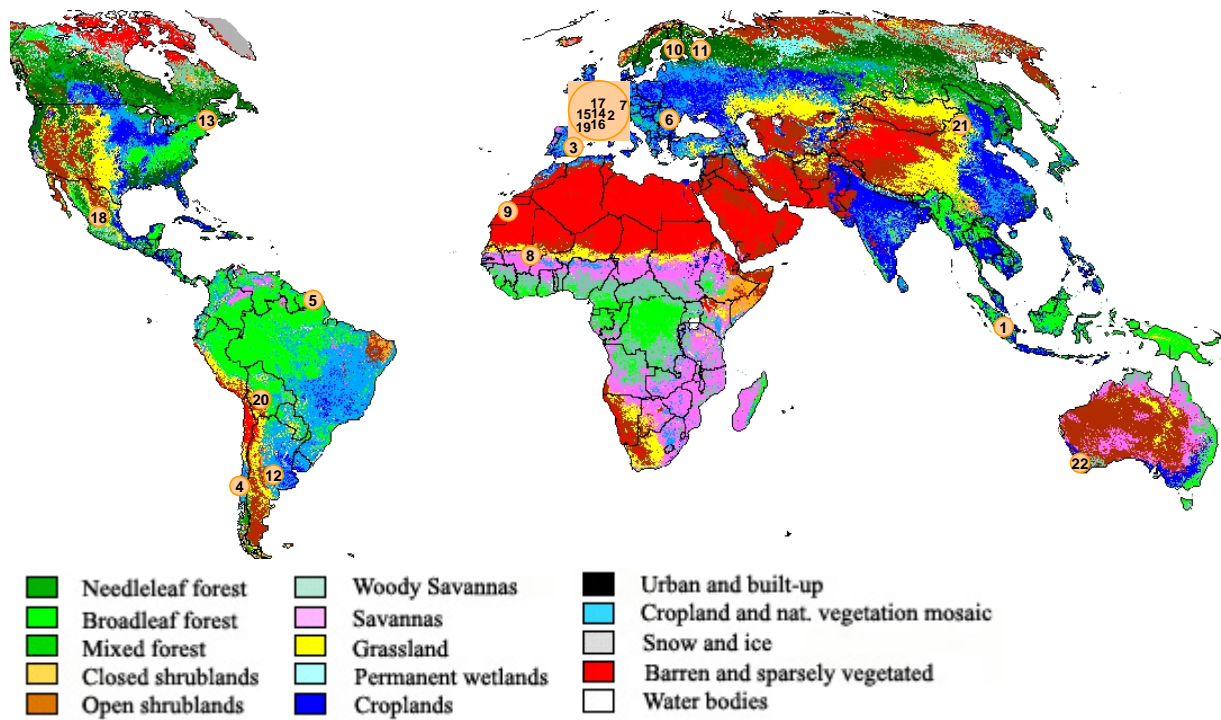 10 11
17
7
15 14 2
19 16
13
6
21
3
18
9
8
5
1
20
22
12
4
Needleleaf forest
Broadleaf forest
Mixed forest
Closed shrublands
Open shrublands
Woody Savannas
Savannas
Grassland
Permanent wetlands
Croplands
Urban and built-up
Cropland and nat. vegetation mosaic
Snow and ice
Barren and sparsely vegetated
Water bodies